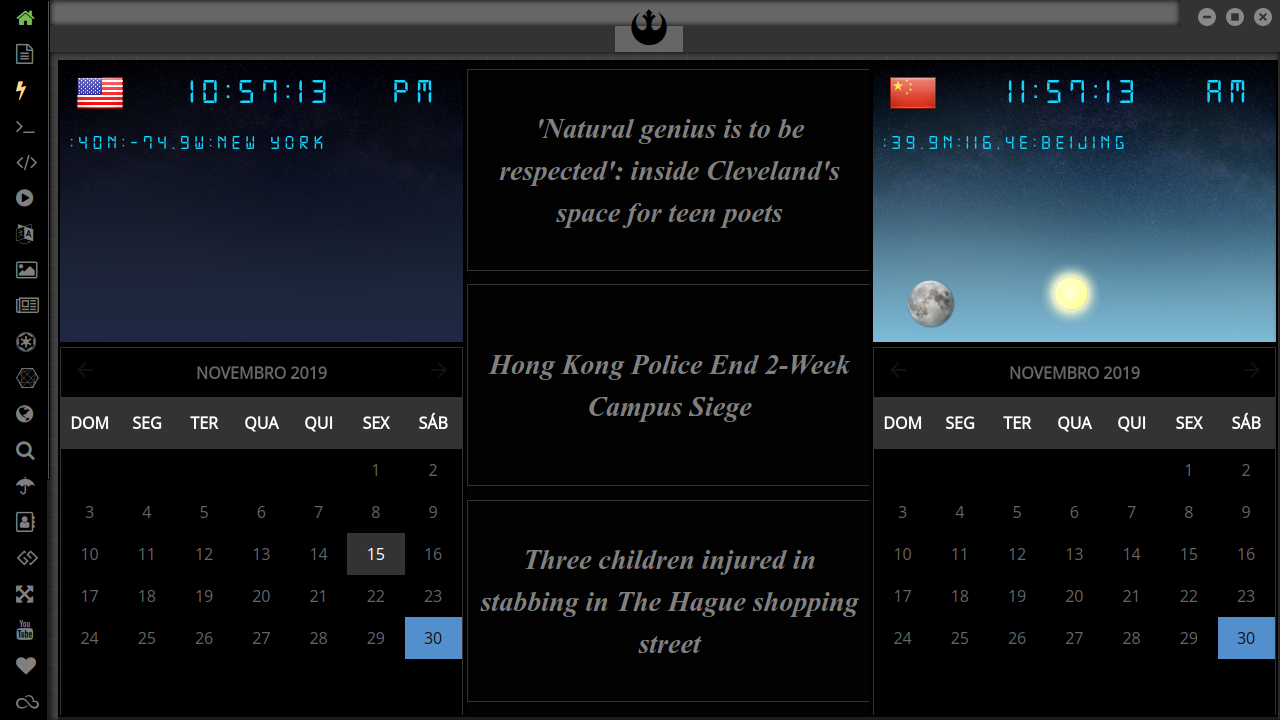 10:57:13 PM
:40N:-74.9W:NEW YORK
NOVEMBRO 2019
DOM SEG TER QUA QUI SEX SÁB
1 2
3 4 5 6 7 8 9
10 11 12 13 14 15 16
17 18 19 20 21 22 23
24 25 26 27 28 29 30
'Natural genius is to be
respected': inside Cleveland's
space for teen poets
Hong Kong Police End 2-Week
Campus Siege
Three children injured in
stabbing in The Hague shopping
street
11:57:13 AM
:39.9N:116.4E:BEIJING
NOVEMBRO 2019
DOM SEG TER QUA QUI SEX SÁB
1 2
3 4 5 6 7 8 9
10 11 12 13 14 15 16
17 18 19 20 21 22 23
24 25 26 27 28 29 30
You
Tube